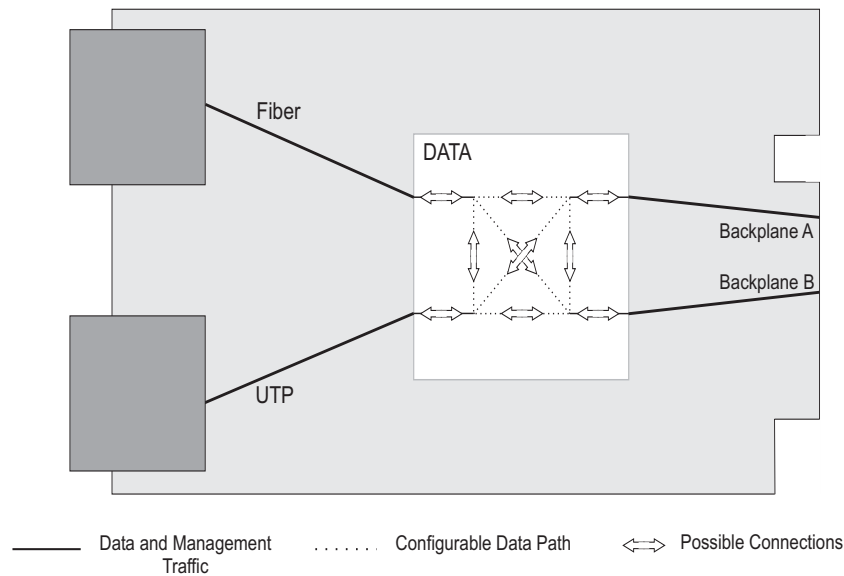 Fiber
DATA
Backplane A
Backplane B
UTP
Data and Management
Traffic
Configurable Data Path
Possible Connections